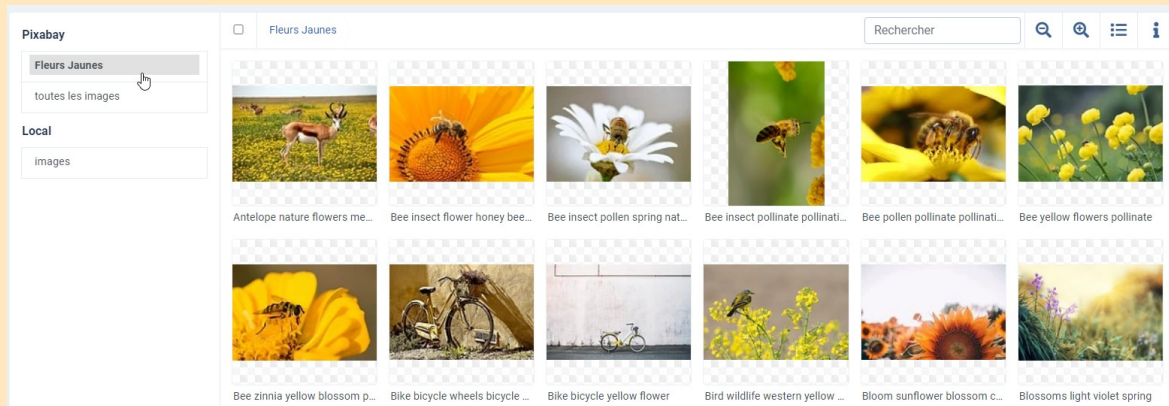 Pixabay
Fleurs Jaunes
toutes les images
Local
images
Fleurs Jaunes
Rechercher
Antelope nature flowers me...
Bee insect flower honey bee...
Bee insect pollen spring nat...
Bee insect pollinate pollinati...
Bee pollen pollinate pollinati...
Bee yellow flowers pollinate
Bee zinnia yellow blossom p...
Bike bicycle wheels bicycle ...
Bike bicycle yellow flower
Bird wildlife western yellow ...
Bloom sunflower blossom c...
Blossoms light violet spring